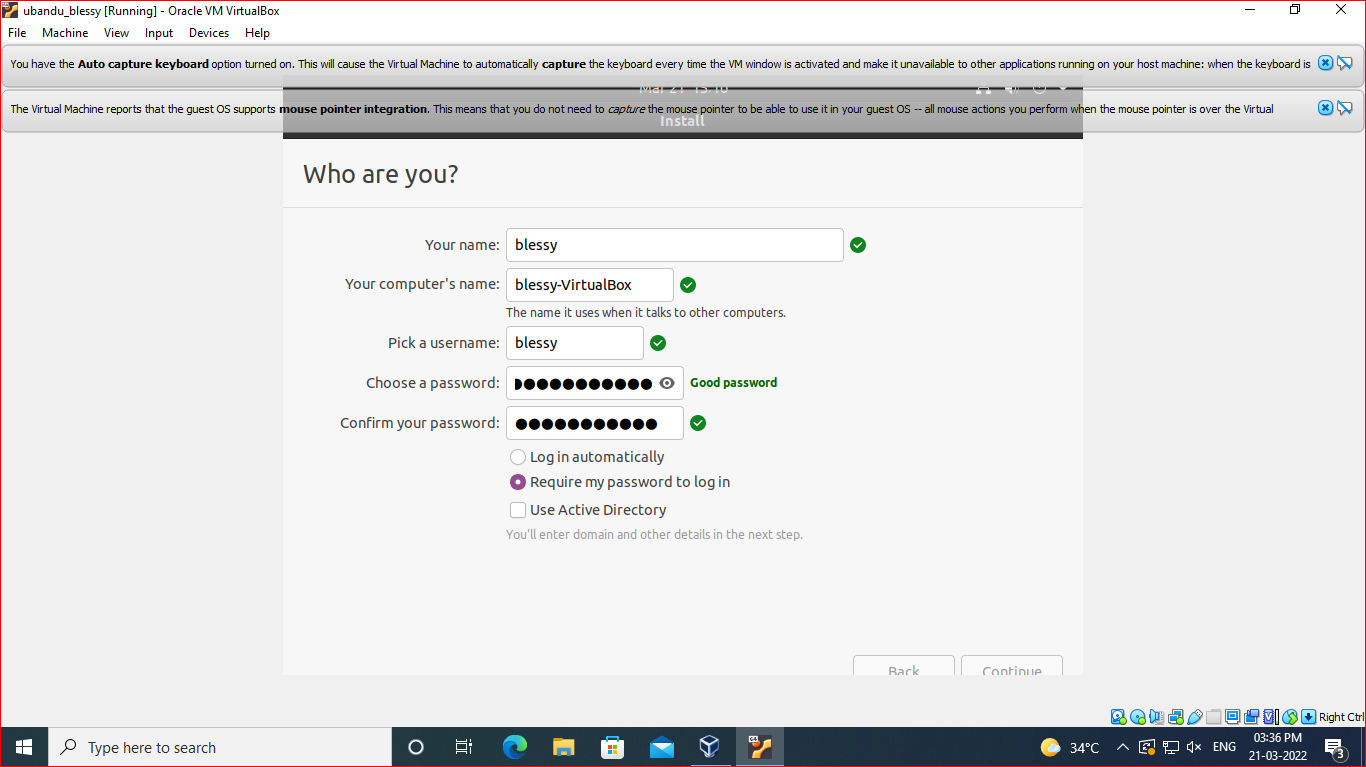 ubandu_blessy [Running] - Oracle VM VirtualBox
File Machine View Input Devices Help
You have the Auto capture keyboard option turned on. This will cause the Virtual Machine to automatically capture the keyboard every time the VM window is activated and make it unavailable to other applications running on your host machine: when the keyboard is
Mar 21 15:16
The Virtual Machine reports that the guest OS supports mouse pointer integration. This means that you do not need to capture the mouse pointer to be able to use it in your guest OS -- all mouse actions you perform when the mouse pointer is over the Virtual
Install
Who are you?
Your name: blessy
Your computer's name: blessy-VirtualBox
The name it uses when it talks to other computers.
Pick a username: blessy
Choose a password: Good password
Confirm your password:
Log in automatically
Require my password to log in
Use Active Directory
You'll enter domain and other details in the next step.
Back Continue
Right Ctrl
Type here to search
34°C
ENG
03:36 PM
21-03-2022
3